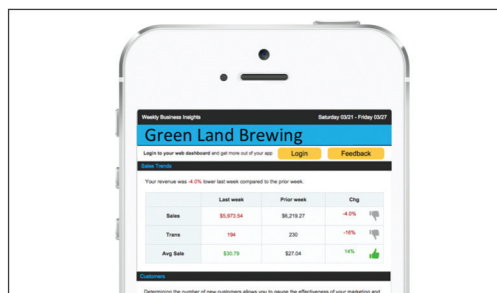 Weekly Business Insights Saturday 03/21 - Friday 03/27
Green Land Brewing
Login to your web dashboard and get more out of your app Login Feedback
Sales Trends
Your revenue was -4.0% lower last week compared to the prior week.
Last week Prior week Chg
Sales $5,973.54 $6,219.27 -4.0%
Trans 194 230 -16%
Avg Sale $30.79 $27.04 14%
Customers
Determining the number of new customers allows you to gauge the effectiveness of your marketing and